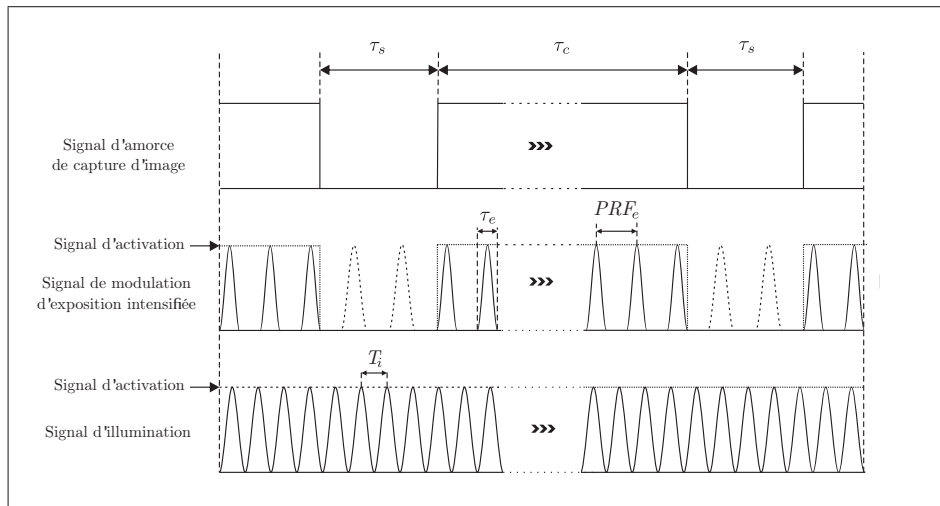 τs τc τs
Signal d'amorce
de capture d'image
»»
τe PRFe
Signal d'activation
Signal de modulation
d'exposition intensifiée
»»
Ti
Signal d'activation
Signal d'illumination
»»